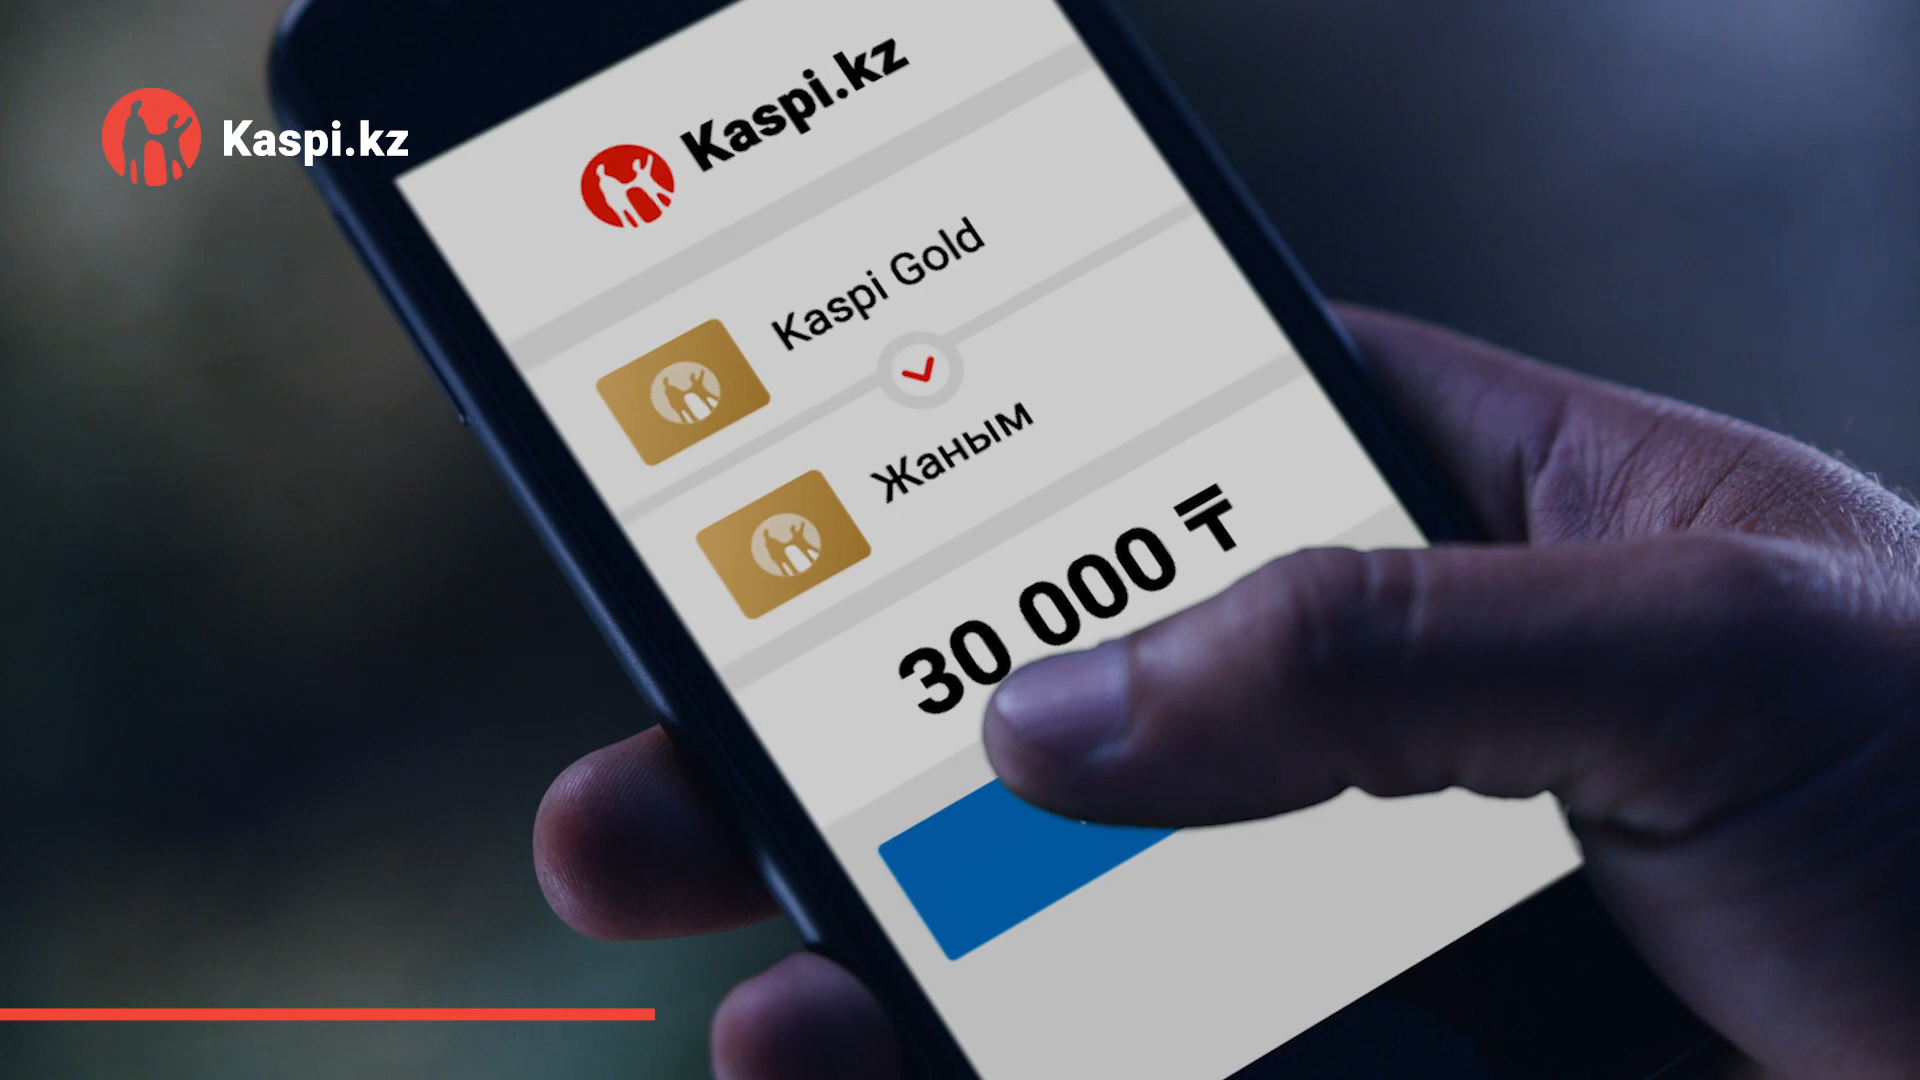 Kaspi.kz
Kaspi.kz
Kaspi Gold
Жаным
30 000 ₸